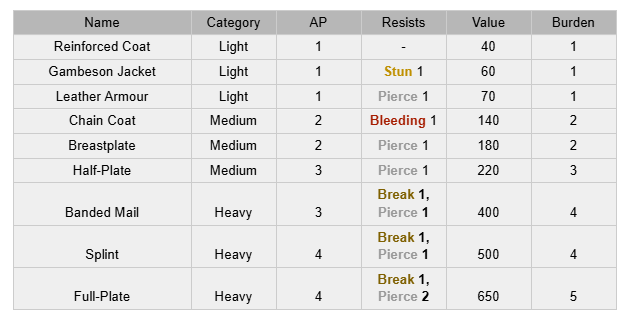 Name Category AP Resists Value Burden
Reinforced Coat Light 1 - 40 1
Gambeson Jacket Light 1 Stun 1 60 1
Leather Armour Light 1 Pierce 1 70 1
Chain Coat Medium 2 Bleeding 1 140 2
Breastplate Medium 2 Pierce 1 180 2
Half-Plate Medium 3 Pierce 1 220 3
Break 1,
Banded Mail Heavy 3 Pierce 1 400 4
Break 1,
Splint Heavy 4 Pierce 1 500 4
Break 1,
Full-Plate Heavy 4 Pierce 2 650 5